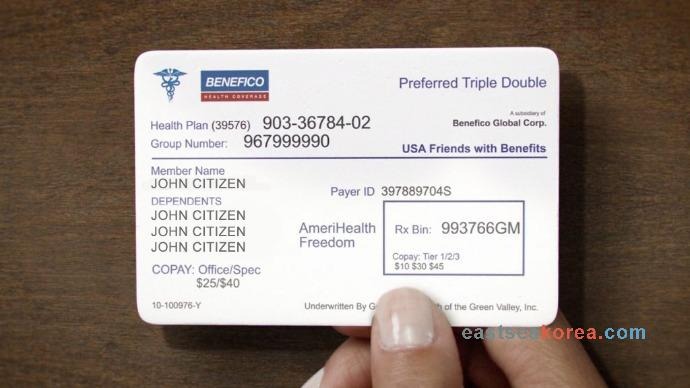 BENEFICO
HEALTH COVERAGE
Preferred Triple Double
A subsidiary of
Benefico Global Corp.
Health Plan (39576) 903-36784-02
Group Number: 967999990
USA Friends with Benefits
Member Name
JOHN CITIZEN
DEPENDENTS
JOHN CITIZEN
JOHN CITIZEN
JOHN CITIZEN
Payer ID 397889704S
AmeriHealth
Freedom
Rx Bin: 993766GM
Copay: Tier 1/2/3
$10 $30 $45
COPAY: Office/Spec
$25/$40
10-100976-Y
Underwritten By of the Green Valley, Inc.
eastseakorea.com